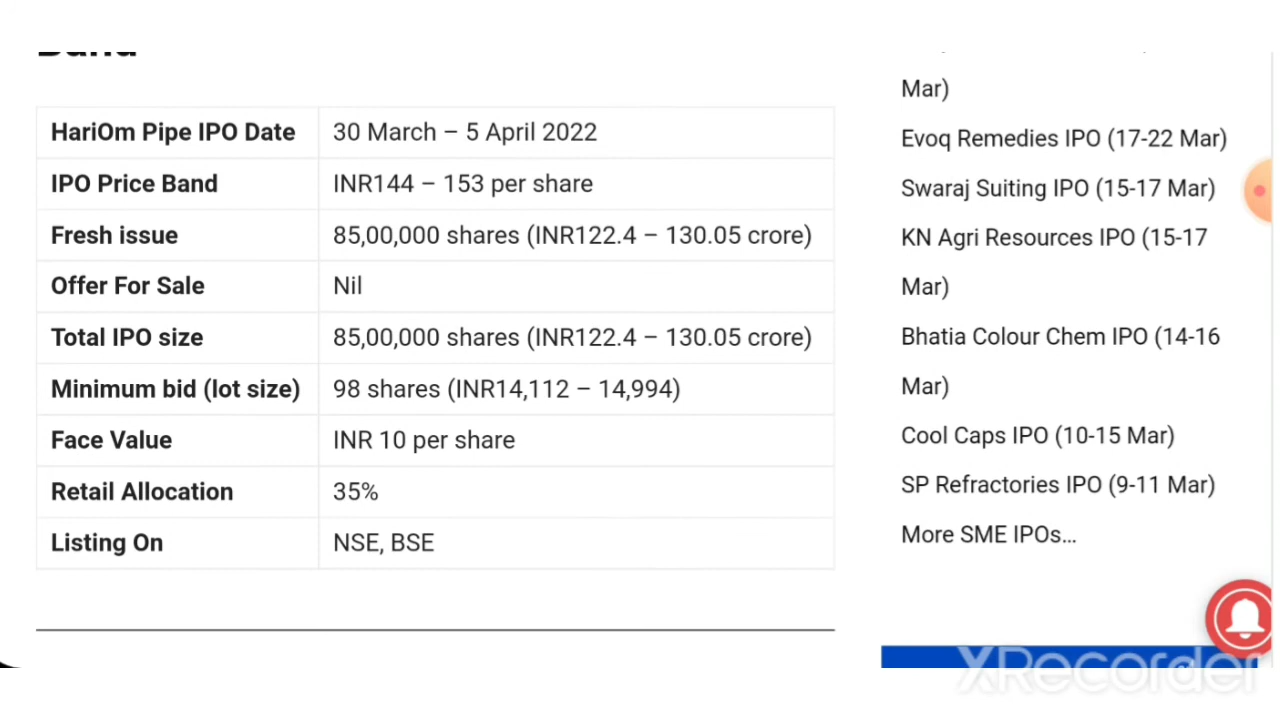 HariOm Pipe IPO Date 30 March – 5 April 2022
IPO Price Band INR144 – 153 per share
Fresh issue 85,00,000 shares (INR122.4 – 130.05 crore)
Offer For Sale Nil
Total IPO size 85,00,000 shares (INR122.4 – 130.05 crore)
Minimum bid (lot size) 98 shares (INR14,112 – 14,994)
Face Value INR 10 per share
Retail Allocation 35%
Listing On NSE, BSE
Mar)
Evoq Remedies IPO (17-22 Mar)
Swaraj Suiting IPO (15-17 Mar)
KN Agri Resources IPO (15-17
Mar)
Bhatia Colour Chem IPO (14-16
Mar)
Cool Caps IPO (10-15 Mar)
SP Refractories IPO (9-11 Mar)
More SME IPOs...
XRecorder